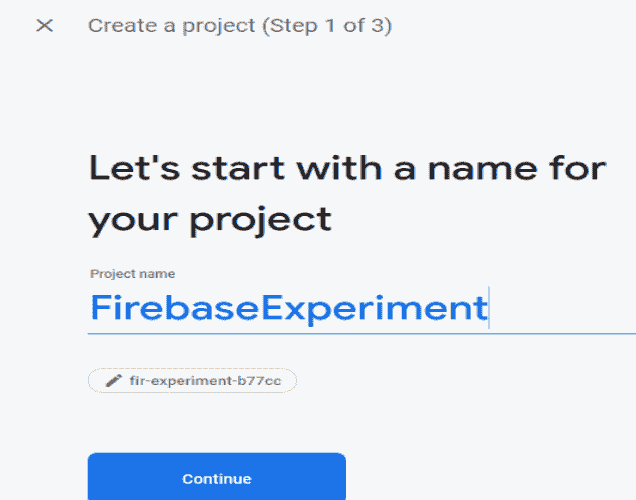 Create a project (Step 1 of 3)
Let's start with a name for
your project
Project name
FirebaseExperiment
fir-experiment-b77cc
Continue